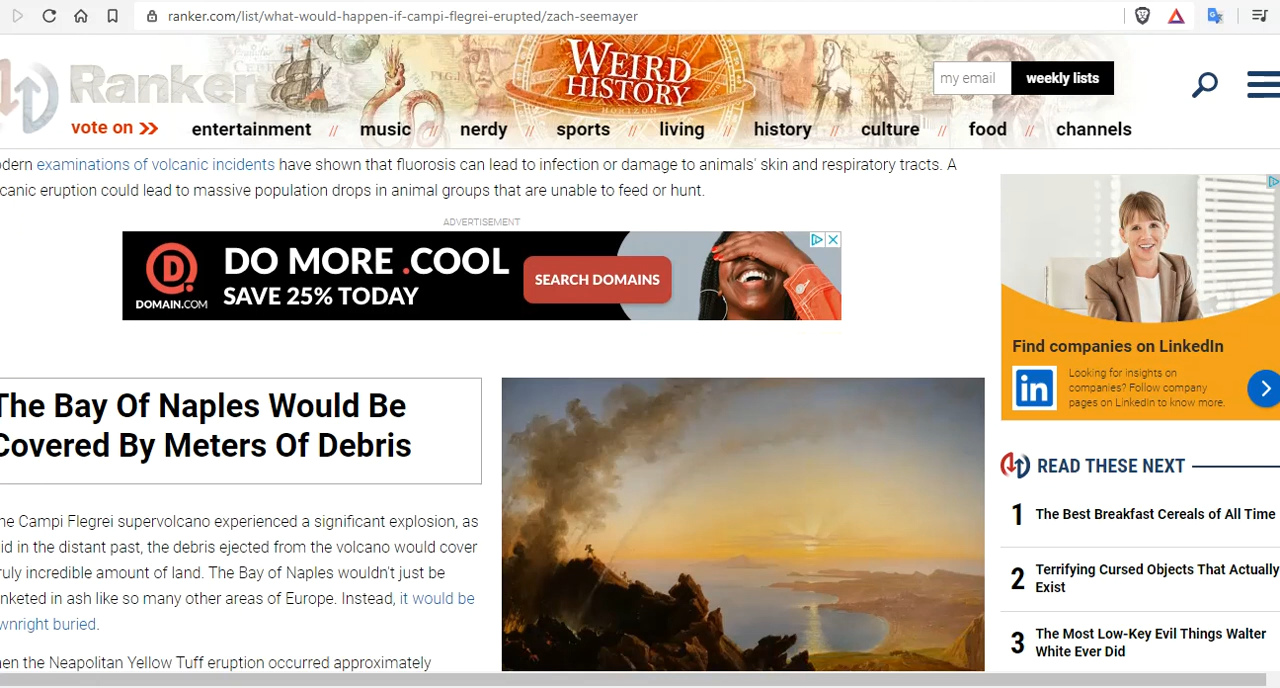 ranker.com/list/what-would-happen-if-campi-flegrei-erupted/zach-seemayer
Ranker
WEIRD
HISTORY
my email
weekly lists
vote on
entertainment // music // nerdy // sports // living // history // culture // food // channels
odern examinations of volcanic incidents have shown that fluorosis can lead to infection or damage to animals' skin and respiratory tracts. A
lcanic eruption could lead to massive population drops in animal groups that are unable to feed or hunt.
ADVERTISEMENT
D
DOMAIN.COM
DO MORE .COOL
SAVE 25% TODAY
SEARCH DOMAINS
The Bay Of Naples Would Be
Covered By Meters Of Debris
he Campi Flegrei supervolcano experienced a significant explosion, as
id in the distant past, the debris ejected from the volcano would cover
ruly incredible amount of land. The Bay of Naples wouldn't just be
nketed in ash like so many other areas of Europe. Instead, it would be
wnright buried.
en the Neapolitan Yellow Tuff eruption occurred approximately
Find companies on LinkedIn
in
Looking for insights on
companies? Follow company
pages on LinkedIn to know more.
READ THESE NEXT
1 The Best Breakfast Cereals of All Time
2 Terrifying Cursed Objects That Actually
Exist
3 The Most Low-Key Evil Things Walter
White Ever Did